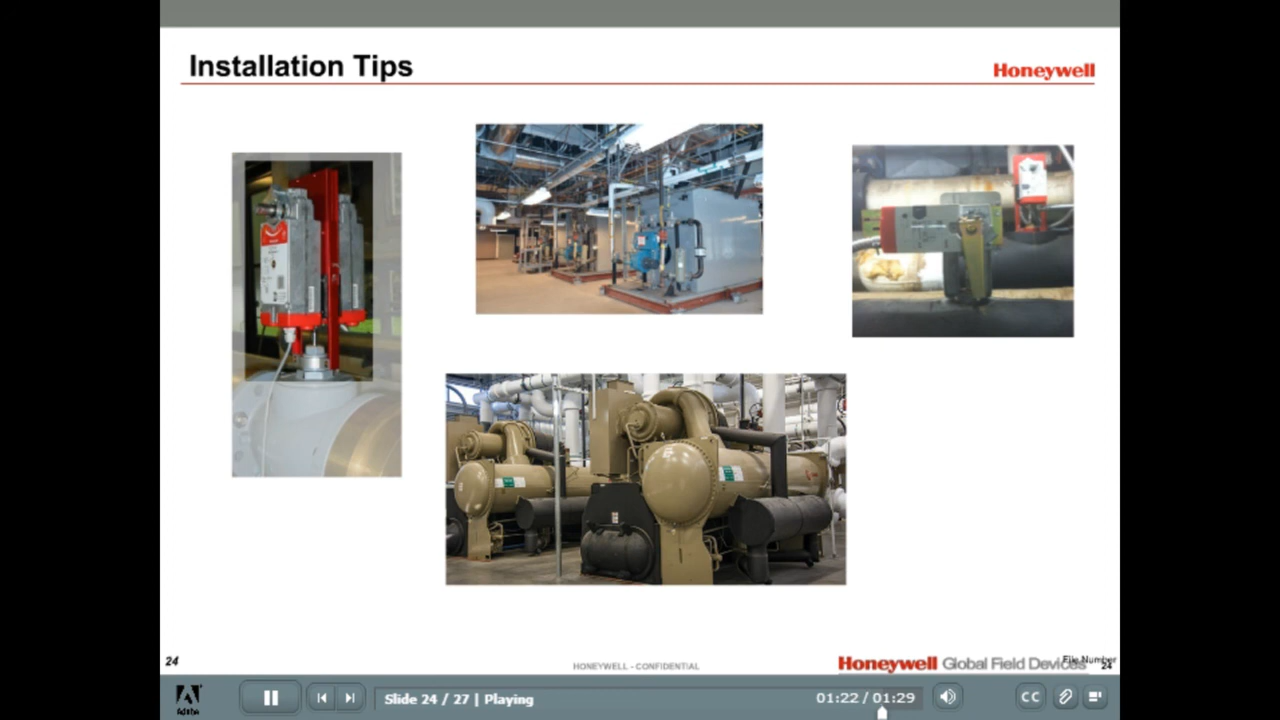 Installation Tips
Honeywell
24
HONEYWELL - CONFIDENTIAL
Honeywell Global Field Devices
File Number
24
Adobe
Slide 24 / 27 | Playing
01:22 / 01:29
CC